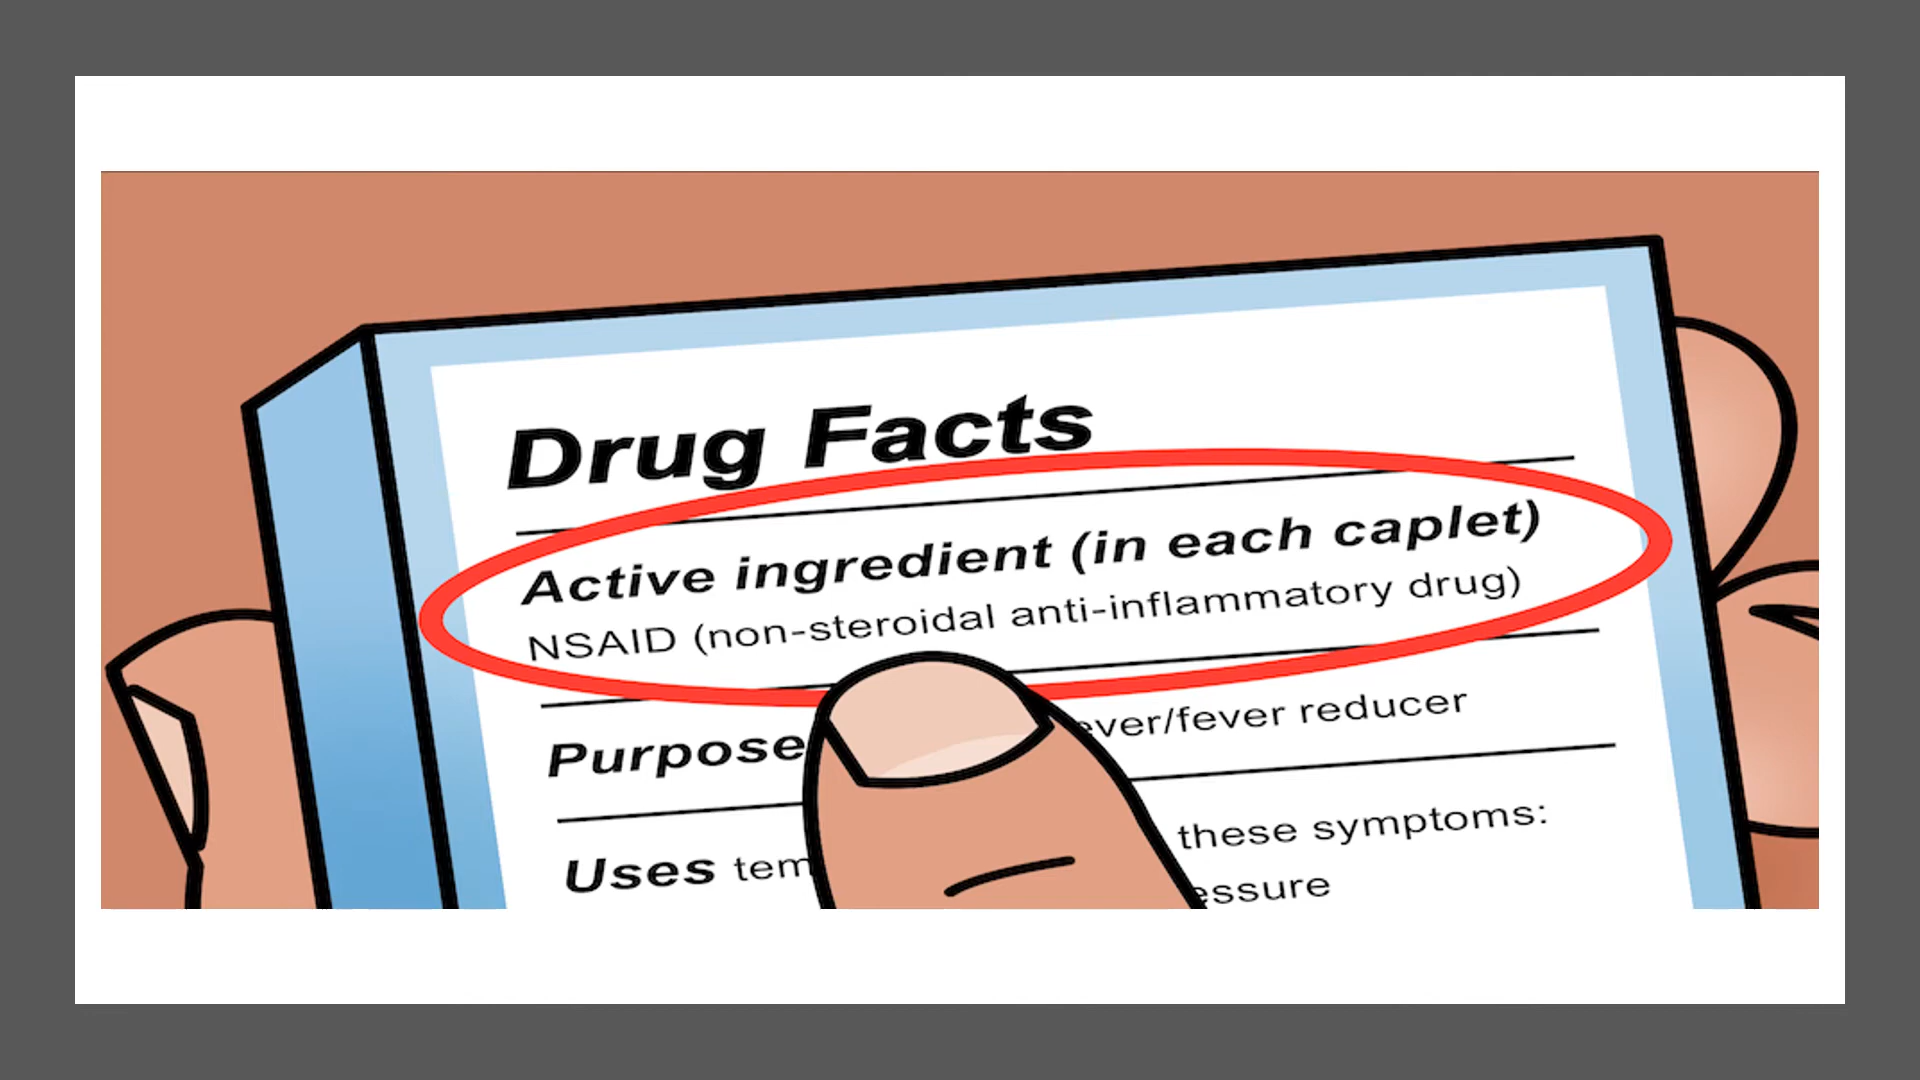 Drug Facts
Active ingredient (in each caplet)
NSAID (non-steroidal anti-inflammatory drug)
Purpose ever/fever reducer
Uses tem these symptoms:
essure